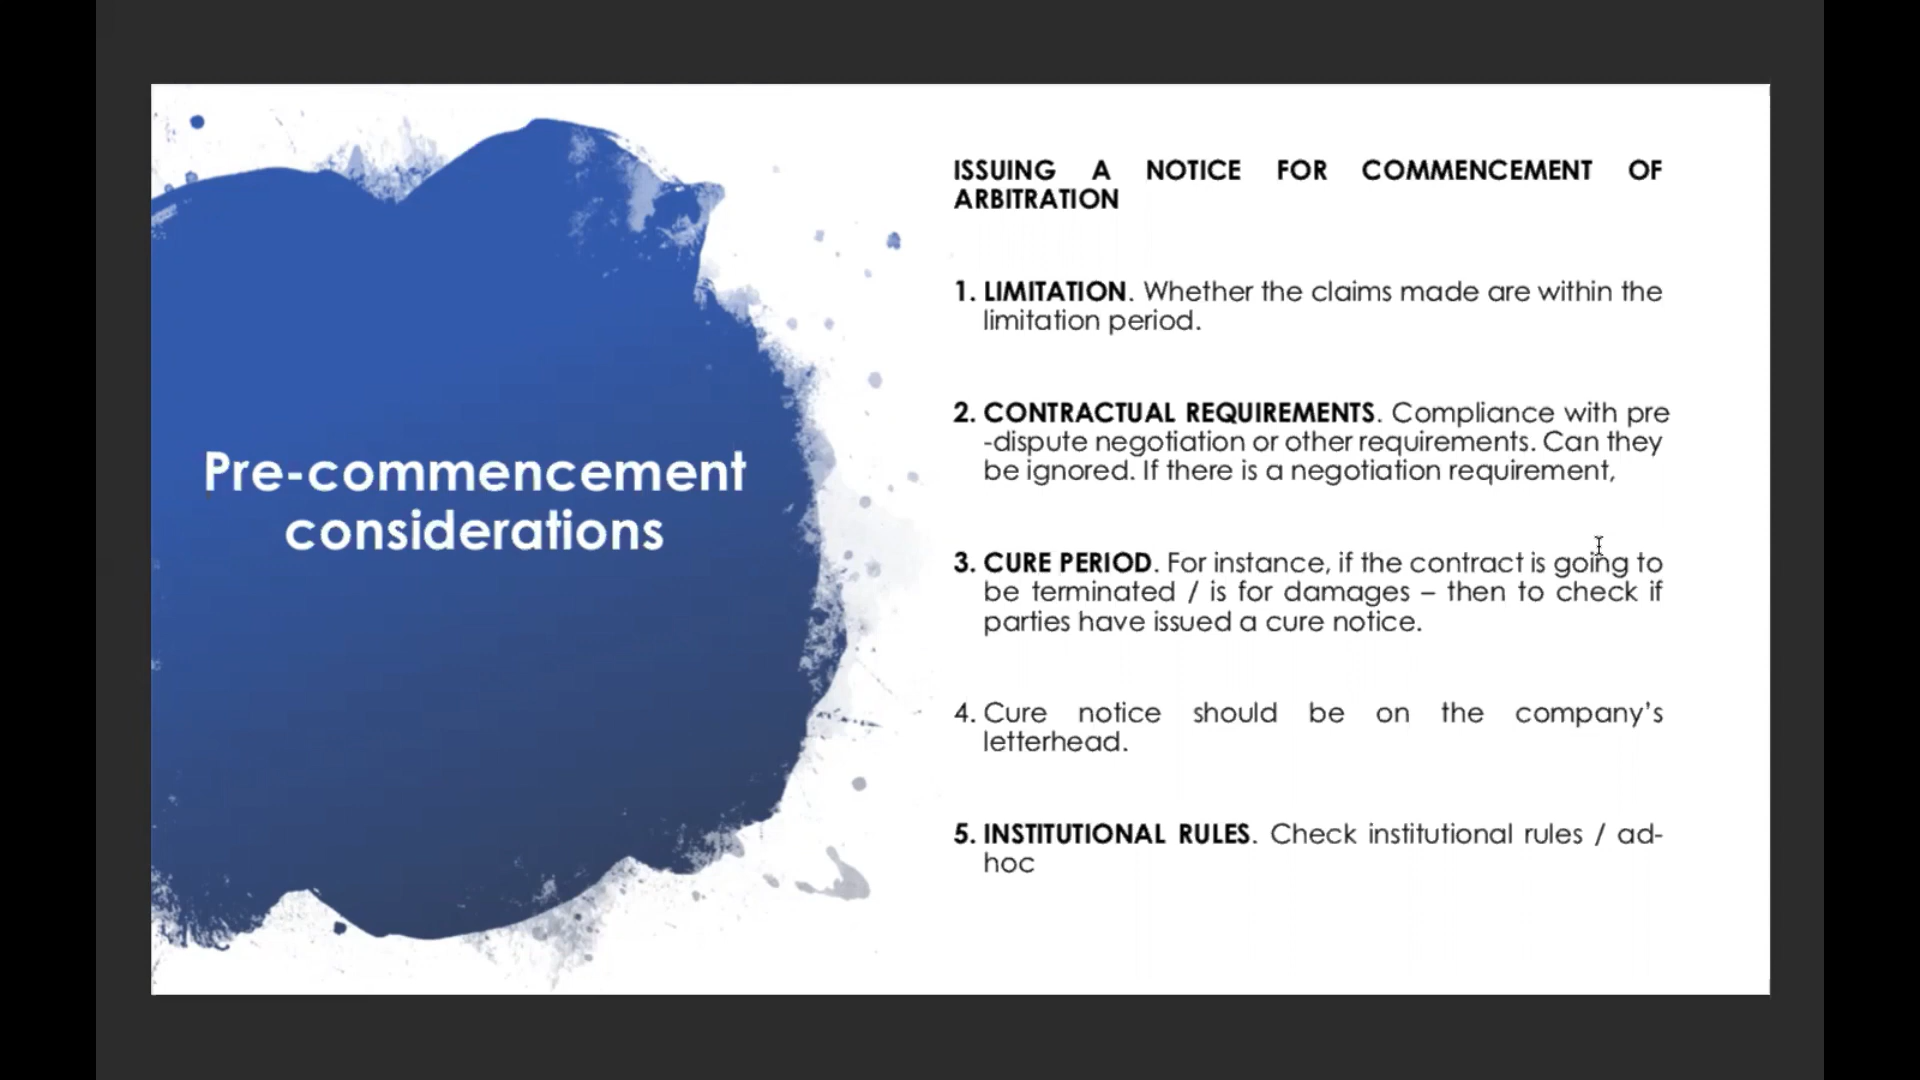 Pre-commencement
considerations
ISSUING A NOTICE FOR COMMENCEMENT OF
ARBITRATION
1. LIMITATION. Whether the claims made are within the
limitation period.
2. CONTRACTUAL REQUIREMENTS. Compliance with pre
-dispute negotiation or other requirements. Can they
be ignored. If there is a negotiation requirement,
3. CURE PERIOD. For instance, if the contract is going to
be terminated / is for damages – then to check if
parties have issued a cure notice.
4. Cure notice should be on the company’s
letterhead.
5. INSTITUTIONAL RULES. Check institutional rules / ad-
hoc